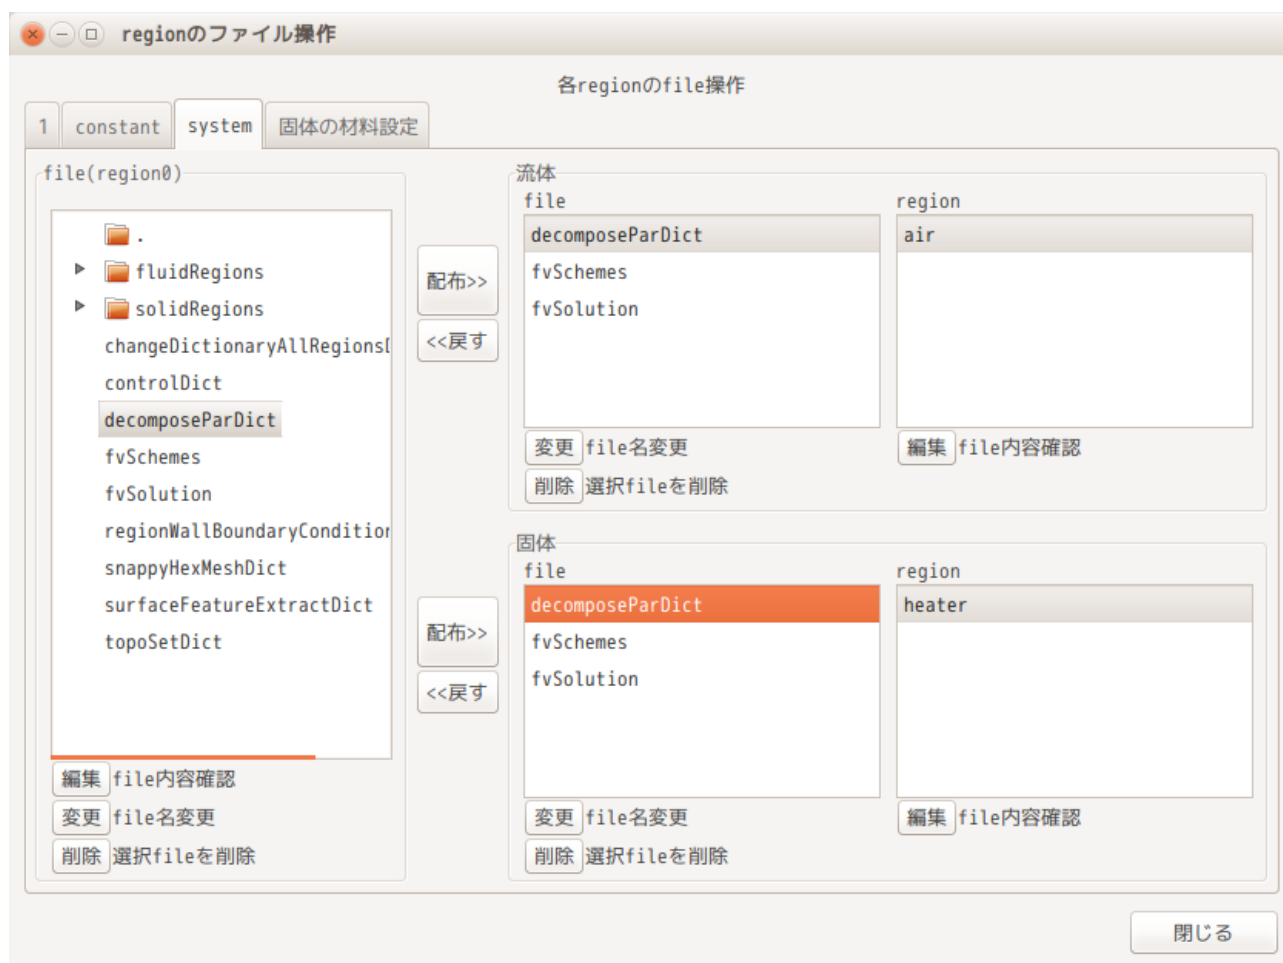 regionのファイル操作
各regionのfile操作
1 constant system 固体の材料設定
file(region0)
.
fluidRegions
solidRegions
changeDictionaryAllRegions
controlDict
decomposeParDict
fvSchemes
fvSolution
regionWallBoundaryCondition
snappyHexMeshDict
surfaceFeatureExtractDict
topoSetDict
編集 file内容確認
変更 file名変更
削除 選択fileを削除
配布>>
<<戻す
配布>>
<<戻す
流体
file
decomposeParDict
fvSchemes
fvSolution
変更 file名変更
削除 選択fileを削除
region
air
編集 file内容確認
固体
file
decomposeParDict
fvSchemes
fvSolution
変更 file名変更
削除 選択fileを削除
region
heater
編集 file内容確認
閉じる